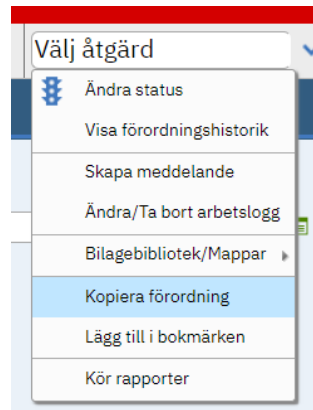 Välj åtgärd
Ändra status
Visa förordningshistorik
Skapa meddelande
Ändra/Ta bort arbetslogg
Bilagebibliotek/Mappar
Kopiera förordning
Lägg till i bokmärken
Kör rapporter